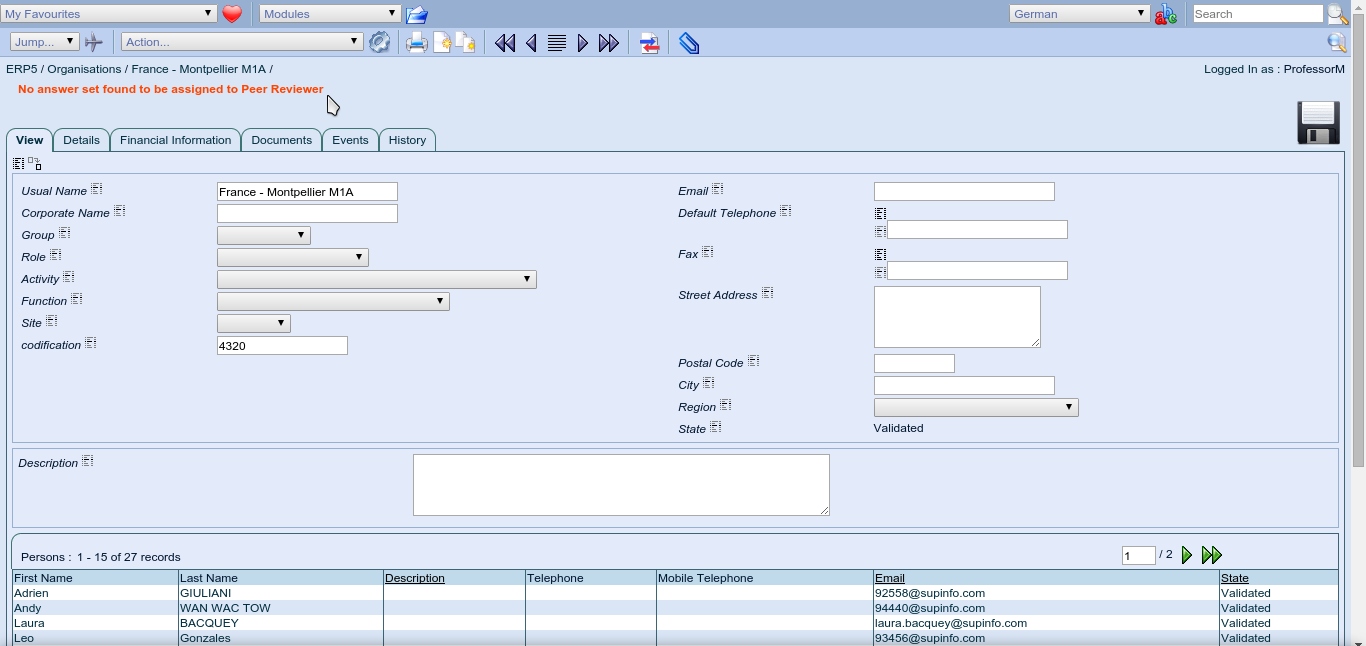 My Favourites Modules German Search
Jump... Action...
ERP5 / Organisations / France - Montpellier M1A / Logged In as : ProfessorM
No answer set found to be assigned to Peer Reviewer
View Details Financial Information Documents Events History
Usual Name France - Montpellier M1A Email
Corporate Name Default Telephone
Group
Role Fax
Activity
Function Street Address
Site
codification 4320
Postal Code
City
Region
State Validated
Description
Persons : 1 - 15 of 27 records 1 / 2
First Name Last Name Description Telephone Mobile Telephone Email State
Adrien GIULIANI 92558@supinfo.com Validated
Andy WAN WAC TOW 94440@supinfo.com Validated
Laura BACQUEY laura.bacquey@supinfo.com Validated
Leo Gonzales 93456@supinfo.com Validated